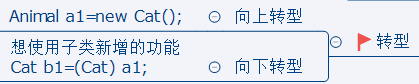 Animal a1=new Cat(); 向上转型
想使用子类新增的功能
Cat b1=(Cat) a1; 向下转型
转型